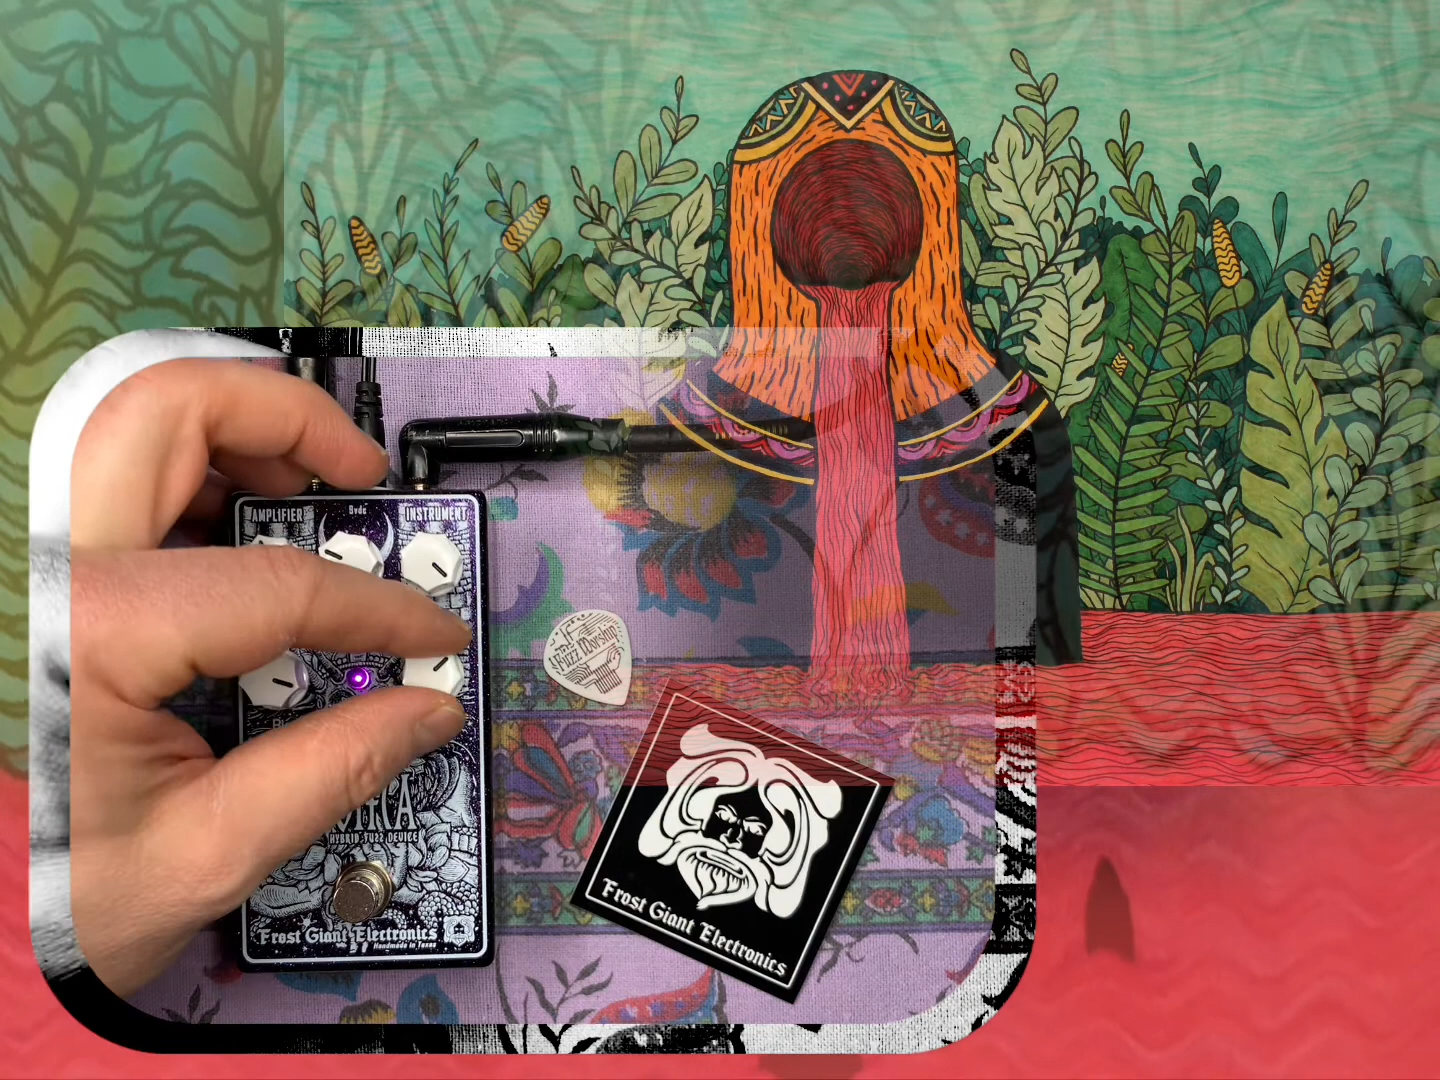 AMPLIFIER
9vdc
INSTRUMENT
HYBRID FUZZ DEVICE
Frost Giant Electronics
Handmade in Texas
Fuzz Worship
Frost Giant Electronics